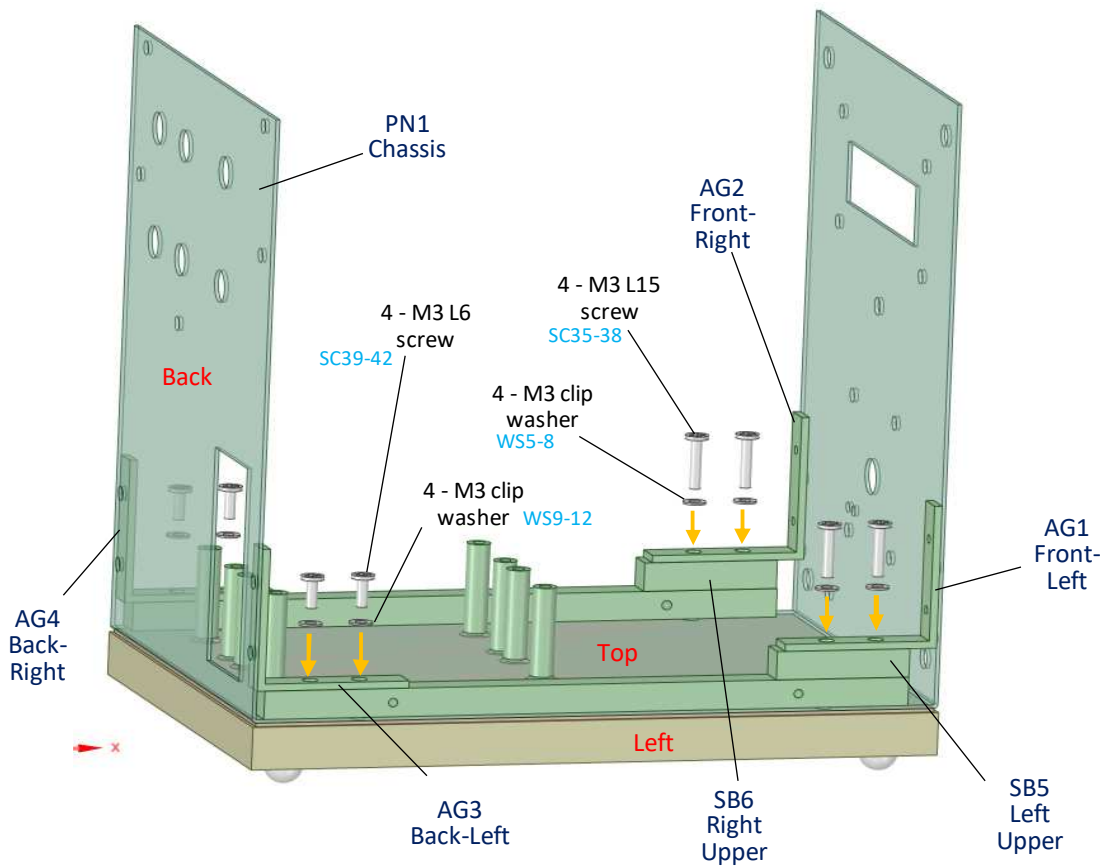 PN1
Chassis
AG2
Front-
Right
4 - M3 L15
screw
SC35-38
4 - M3 L6
screw
SC39-42
Back
4 - M3 clip
washer
WS5-8
4 - M3 clip
washer WS9-12
AG1
Front-
Left
AG4
Back-
Right
Top
x
Left
AG3
Back-Left
SB6
Right
Upper
SB5
Left
Upper